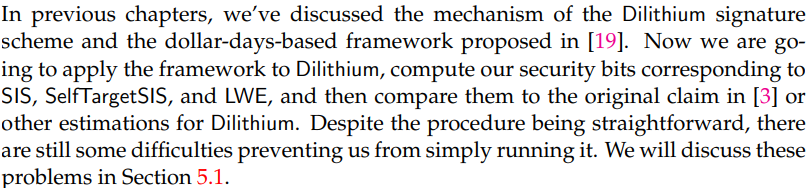 In previous chapters, we've discussed the mechanism of the Dilithium signature
scheme and the dollar-days-based framework proposed in [19]. Now we are go-
ing to apply the framework to Dilithium, compute our security bits corresponding to
SIS, SelfTargetSIS, and LWE, and then compare them to the original claim in [3] or
other estimations for Dilithium. Despite the procedure being straightforward, there
are still some difficulties preventing us from simply running it. We will discuss these
problems in Section 5.1.